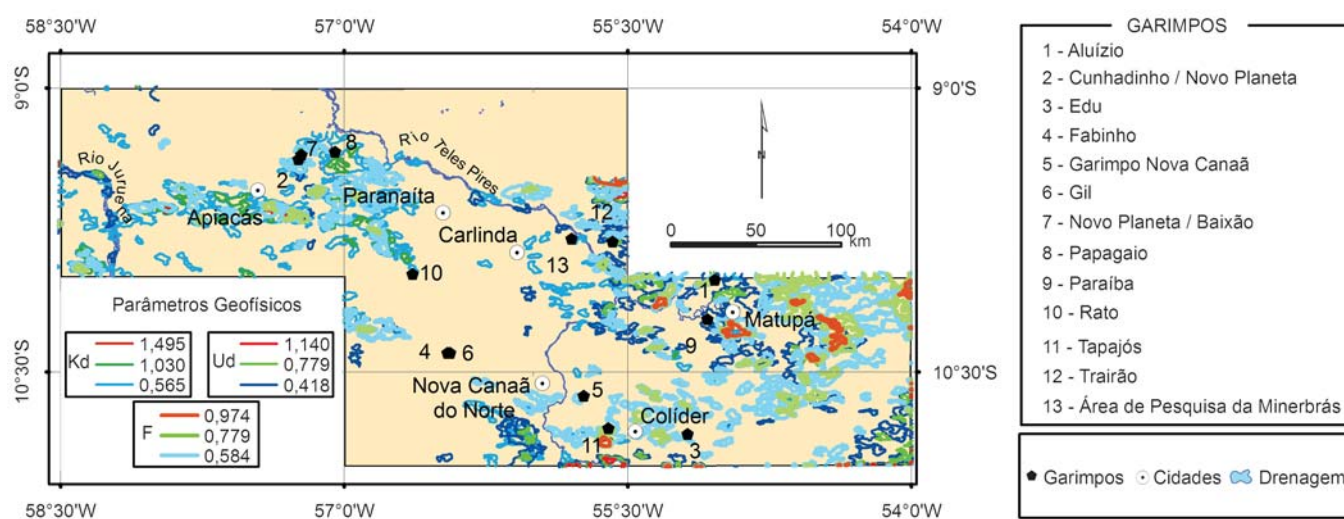 58°30'W 57°0'W 55°30'W 54°0'W
GARIMPOS
1 - Aluízio
2 - Cunhadinho / Novo Planeta
3 - Edu
4 - Fabinho
5 - Garimpo Nova Canaã
6 - Gil
7 - Novo Planeta / Baixão
8 - Papagaio
9 - Paraíba
10 - Rato
11 - Tapajós
12 - Trairão
13 - Área de Pesquisa da Minerbrás
Garimpos Cidades Drenagem
9°0'S
9°0'S
10°30'S
10°30'S
Rio Juruena
Rio Teles Pires
N
0 50 100
km
7
8
2
Apiacás
Paranaíta
Carlinda
12
13
10
1
Matupá
9
4 6
Nova Canaã
do Norte
5
Colíder
11
3
Parâmetros Geofísicos
Kd
1,495
1,030
0,565
Ud
1,140
0,779
0,418
F
0,974
0,779
0,584
58°30'W 57°0'W 55°30'W 54°0'W